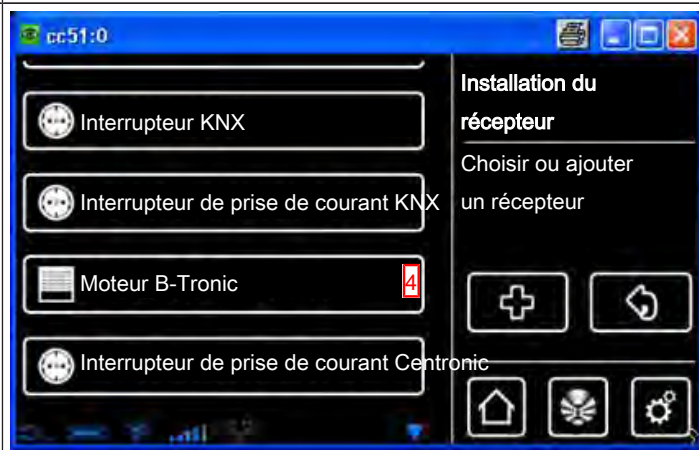 cc51:0
Interrupteur KNX
Interrupteur de prise de courant KNX
Moteur B-Tronic 4
Interrupteur de prise de courant Centronic
Installation du
récepteur
Choisir ou ajouter
un récepteur